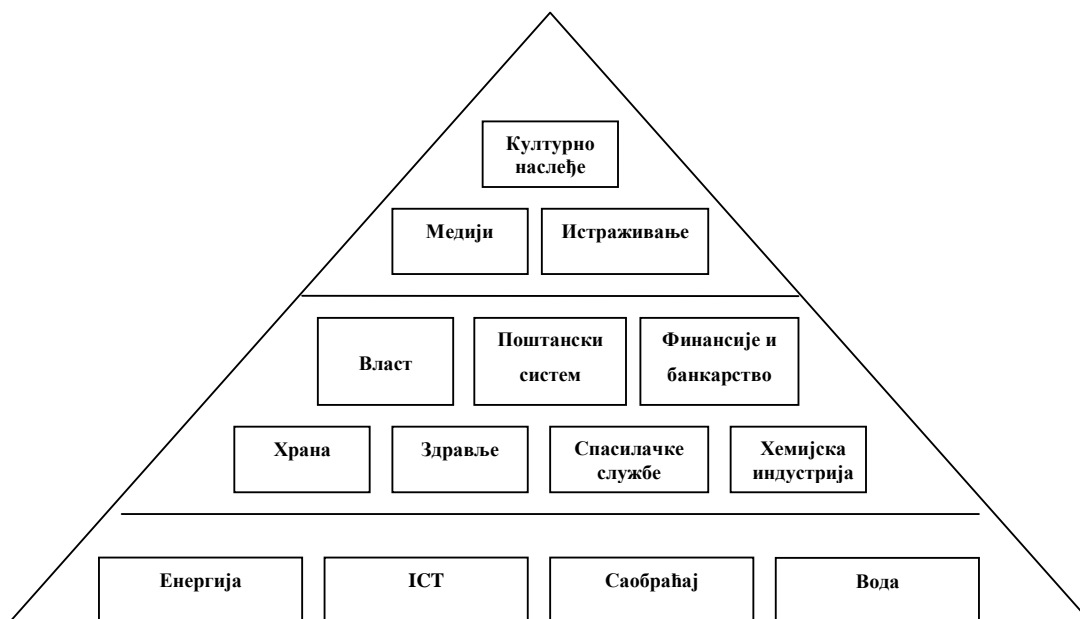 Културно
наслеђе
Медији
Истраживање
Власт
Поштански
систем
Финансије и
банкарство
Храна
Здравље
Спасилачке
службе
Хемијска
индустрија
Енергија
ICT
Саобраћај
Вода